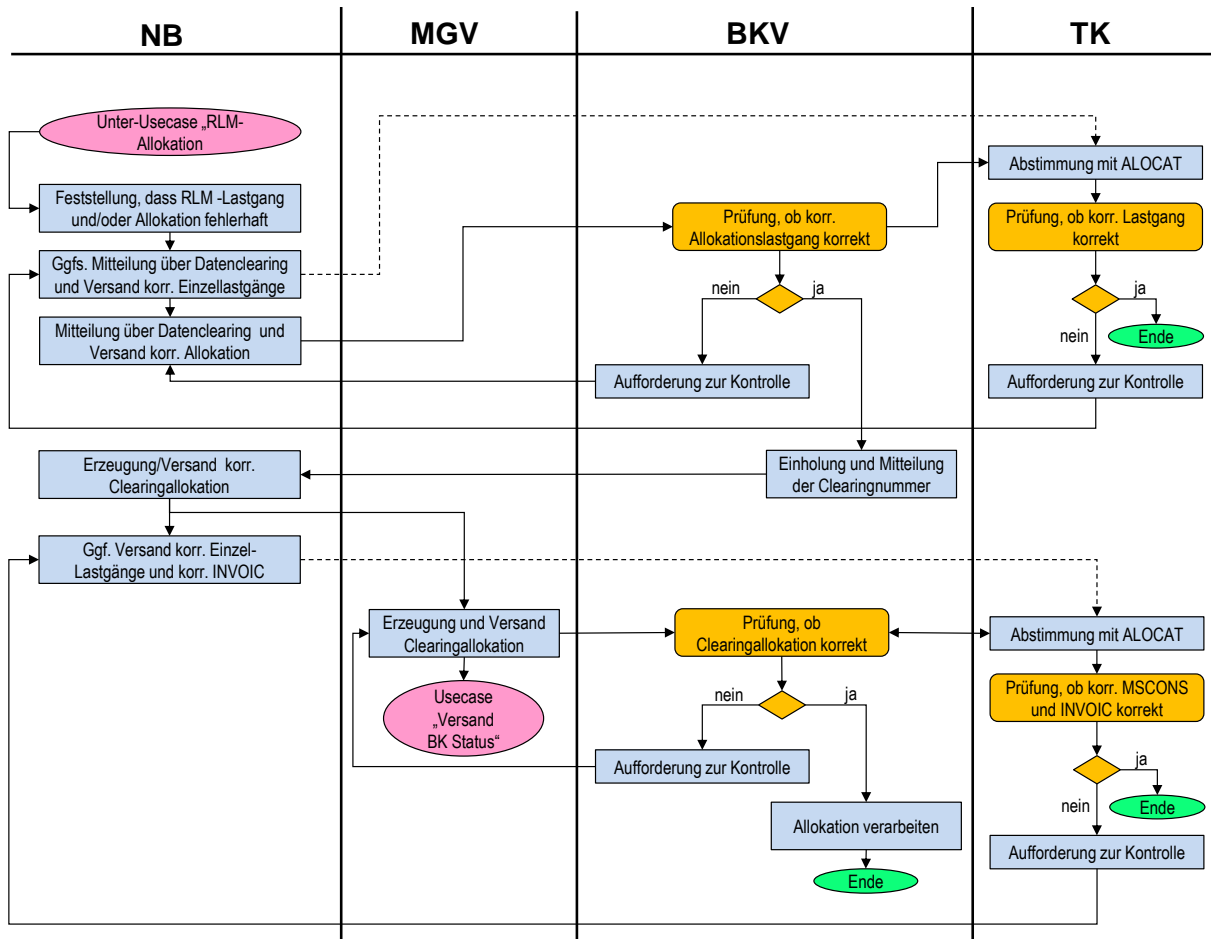 NB
MGV
BKV
TK
Unter-Usecase „RLM-
Allokation
Feststellung, dass RLM -Lastgang
und/oder Allokation fehlerhaft
Ggfs. Mitteilung über Datenclearing
und Versand korr. Einzellastgänge
Mitteilung über Datenclearing und
Versand korr. Allokation
Prüfung, ob korr.
Allokationslastgang korrekt
nein
ja
Aufforderung zur Kontrolle
Abstimmung mit ALOCAT
Prüfung, ob korr. Lastgang
korrekt
ja
nein
Ende
Aufforderung zur Kontrolle
Einholung und Mitteilung
der Clearingnummer
Erzeugung/Versand korr.
Clearingallokation
Ggf. Versand korr. Einzel-
Lastgänge und korr. INVOIC
Erzeugung und Versand
Clearingallokation
Usecase
„Versand
BK Status“
Prüfung, ob
Clearingallokation korrekt
nein
ja
Aufforderung zur Kontrolle
Allokation verarbeiten
Ende
Abstimmung mit ALOCAT
Prüfung, ob korr. MSCONS
und INVOIC korrekt
ja
nein
Ende
Aufforderung zur Kontrolle